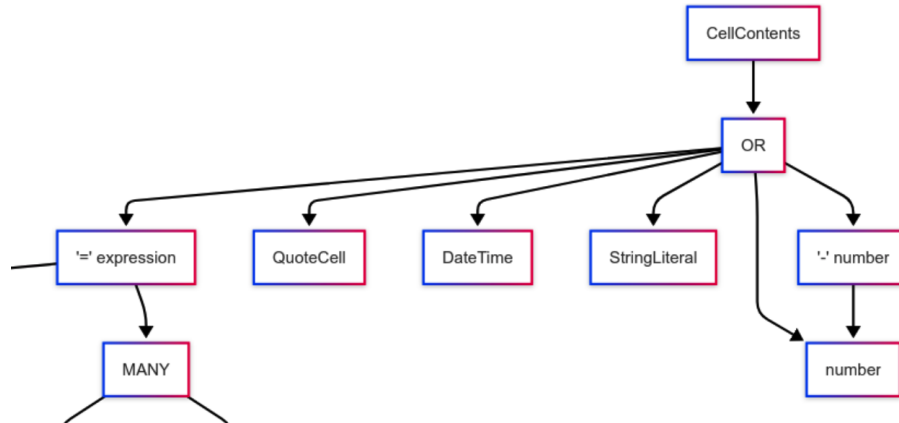 CellContents
OR
'=' expression
QuoteCell
DateTime
StringLiteral
'-' number
MANY
number